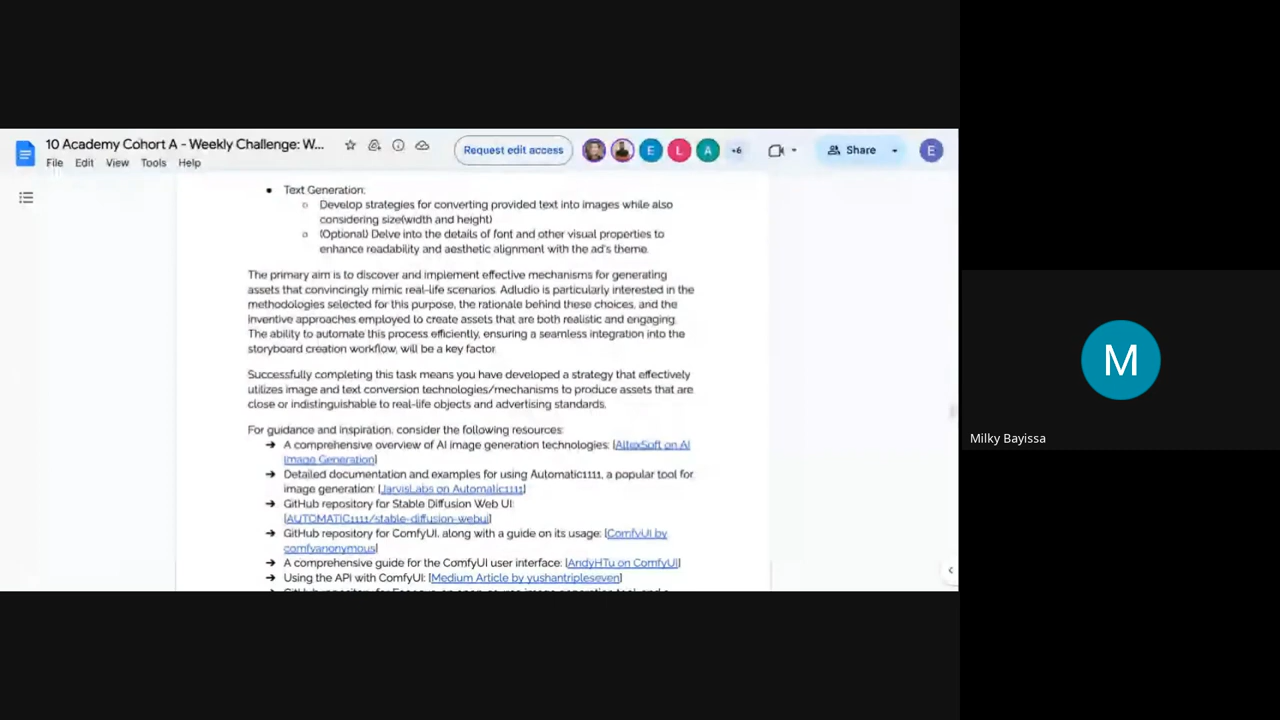 10 Academy Cohort A - Weekly Challenge: W...
File Edit View Tools Help
Request edit access
E
L
A
+6
Share
E
● Text Generation:
○ Develop strategies for converting provided text into images while also
considering size(width and height)
○ (Optional) Delve into the details of font and other visual properties to
enhance readability and aesthetic alignment with the ad's theme.
The primary aim is to discover and implement effective mechanisms for generating
assets that convincingly mimic real-life scenarios. Adludio is particularly interested in the
methodologies selected for this purpose, the rationale behind these choices, and the
inventive approaches employed to create assets that are both realistic and engaging.
The ability to automate this process efficiently, ensuring a seamless integration into the
storyboard creation workflow, will be a key factor.
Successfully completing this task means you have developed a strategy that effectively
utilizes image and text conversion technologies/mechanisms to produce assets that are
close or indistinguishable to real-life objects and advertising standards.
For guidance and inspiration, consider the following resources:
➔ A comprehensive overview of AI image generation technologies: [AltexSoft on AI
Image Generation]
➔ Detailed documentation and examples for using Automatic1111, a popular tool for
image generation: [JarvisLabs on Automatic1111]
➔ GitHub repository for Stable Diffusion Web UI:
[AUTOMATIC1111/stable-diffusion-webui]
➔ GitHub repository for ComfyUI, along with a guide on its usage: [ComfyUI by
comfyanonymous]
➔ A comprehensive guide for the ComfyUI user interface: [AndyHTu on ComfyUI]
➔ Using the API with ComfyUI: [Medium Article by yushantripleseven]
M
Milky Bayissa